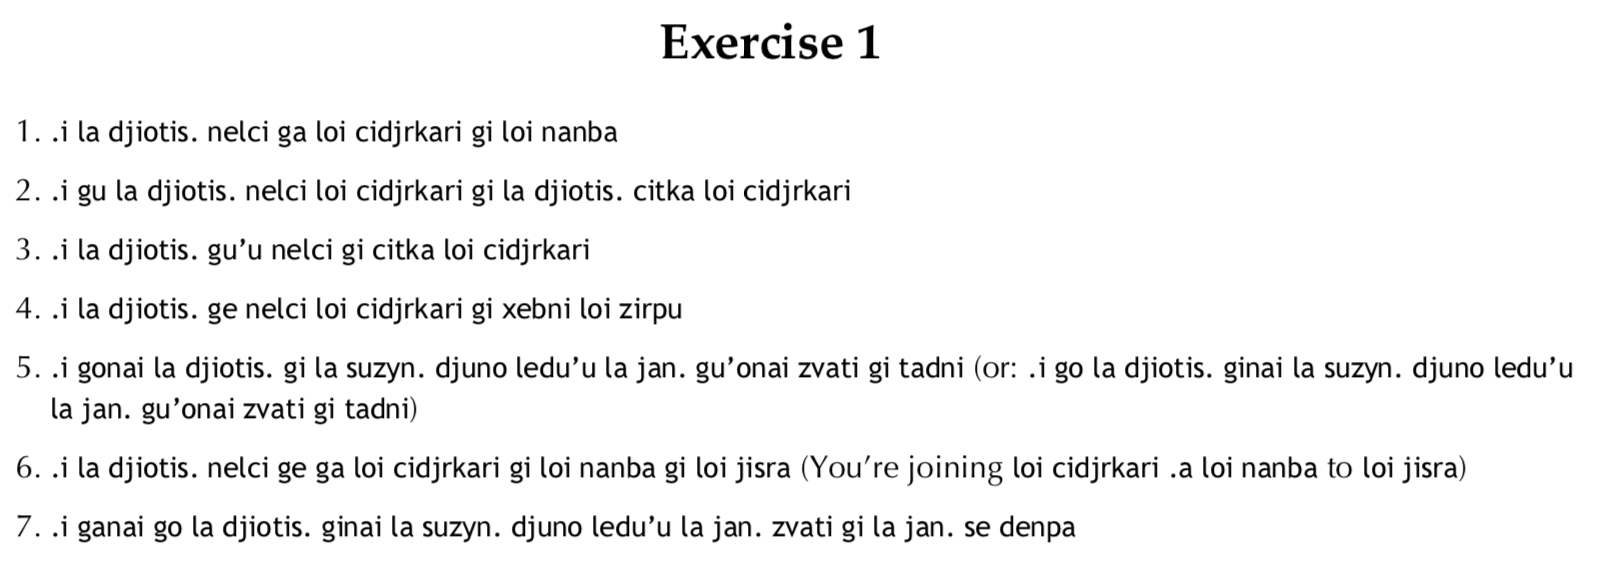 Exercise 1
1. .i la djiotis. nelci ga loi cidjrkari gi loi nanba
2. .i gu la djiotis. nelci loi cidjrkari gi la djiotis. citka loi cidjrkari
3. .i la djiotis. gu’u nelci gi citka loi cidjrkari
4. .i la djiotis. ge nelci loi cidjrkari gi xebni loi zirpu
5. .i gonai la djiotis. gi la suzyn. djuno ledu’u la jan. gu’onai zvati gi tadni (or: .i go la djiotis. ginai la suzyn. djuno ledu’u
la jan. gu’onai zvati gi tadni)
6. .i la djiotis. nelci ge ga loi cidjrkari gi loi nanba gi loi jisra (You’re joining loi cidjrkari .a loi nanba to loi jisra)
7. .i ganai go la djiotis. ginai la suzyn. djuno ledu’u la jan. zvati gi la jan. se denpa